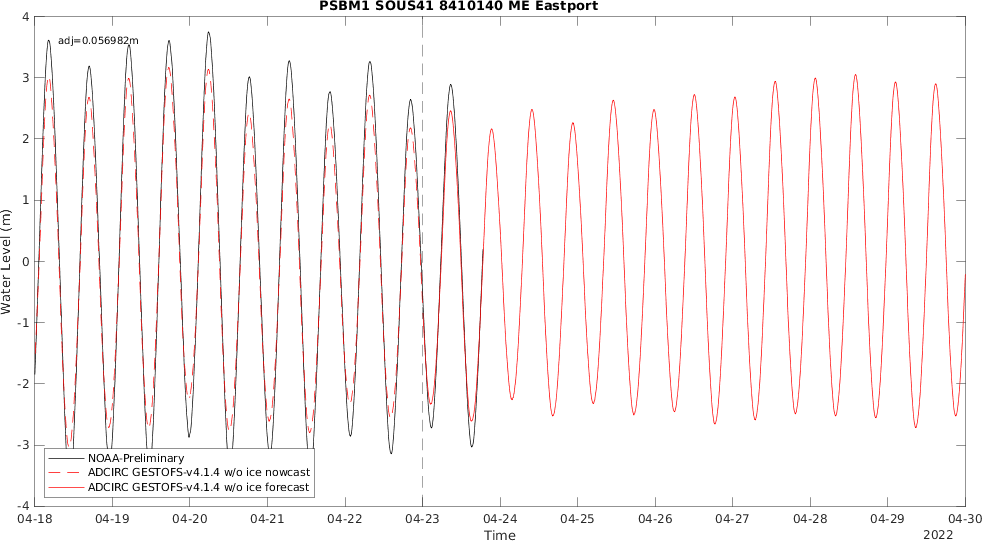 PSBM1 SOUS41 8410140 ME Eastport
adj=0.056982m
Water Level (m)
4
3
2
1
0
-1
-2
-3
-4
NOAA-Preliminary
ADCIRC GESTOFS-v4.1.4 w/o ice nowcast
ADCIRC GESTOFS-v4.1.4 w/o ice forecast
04-18 04-19 04-20 04-21 04-22 04-23 04-24 04-25 04-26 04-27 04-28 04-29 04-30
Time
2022